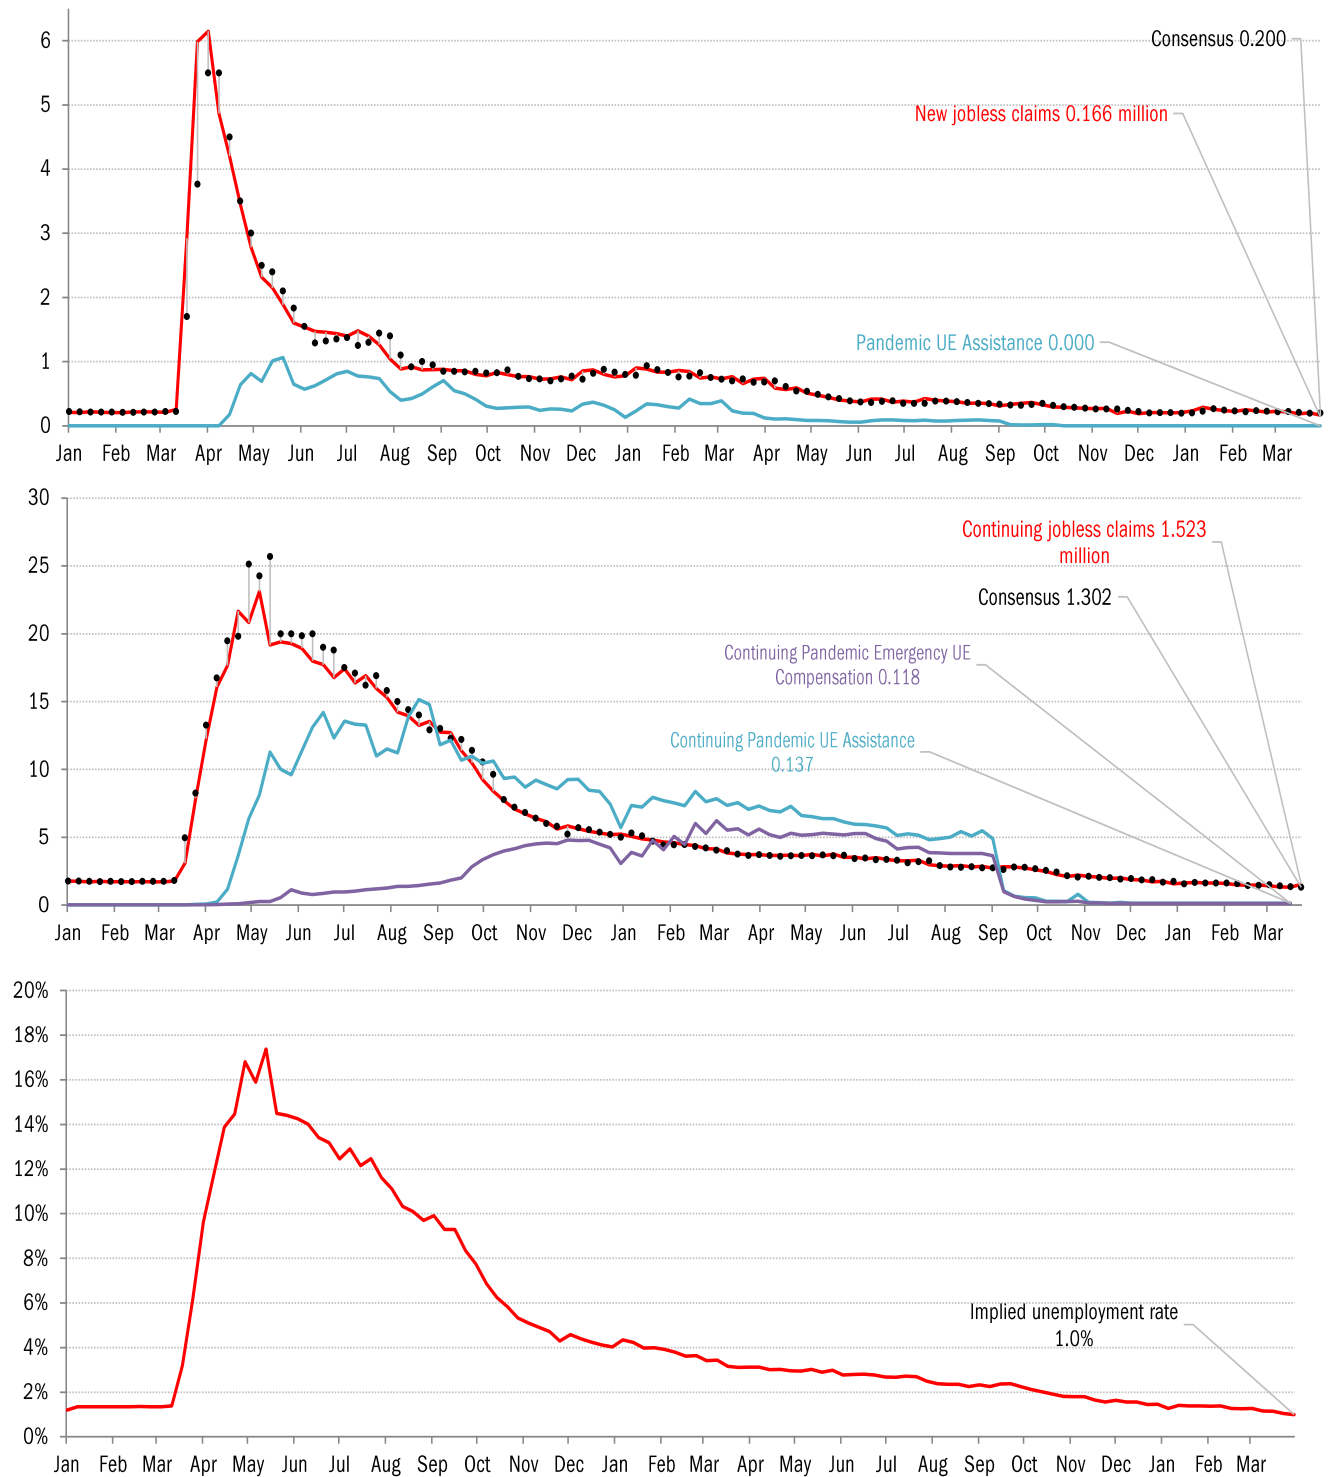 6
Consensus 0.200
5
New jobless claims 0.166 million
4
3
2
Pandemic UE Assistance 0.000
1
0
Jan Feb Mar Apr May Jun Jul Aug Sep Oct Nov Dec Jan Feb Mar Apr May Jun Jul Aug Sep Oct Nov Dec Jan Feb Mar
30
Continuing jobless claims 1.523
million
25
Consensus 1.302
20
Continuing Pandemic Emergency UE
Compensation 0.118
15
Continuing Pandemic UE Assistance
0.137
10
5
0
Jan Feb Mar Apr May Jun Jul Aug Sep Oct Nov Dec Jan Feb Mar Apr May Jun Jul Aug Sep Oct Nov Dec Jan Feb Mar
20%
18%
16%
14%
12%
10%
8%
6%
Implied unemployment rate
1.0%
4%
2%
0%
Jan Feb Mar Apr May Jun Jul Aug Sep Oct Nov Dec Jan Feb Mar Apr May Jun Jul Aug Sep Oct Nov Dec Jan Feb Mar